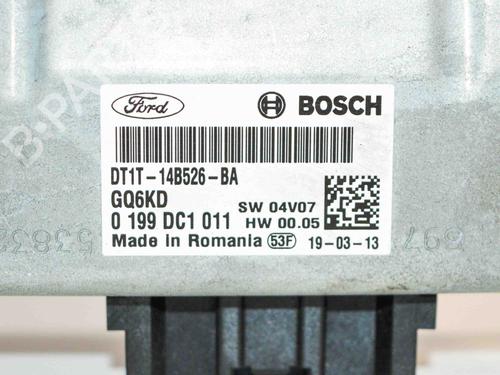 Ford
BOSCH
DT1T-14B526-BA
GQ6KD
SW 04V07
0 199 DC1 011
HW 00.05
Made in Romania 53F 19-03-13